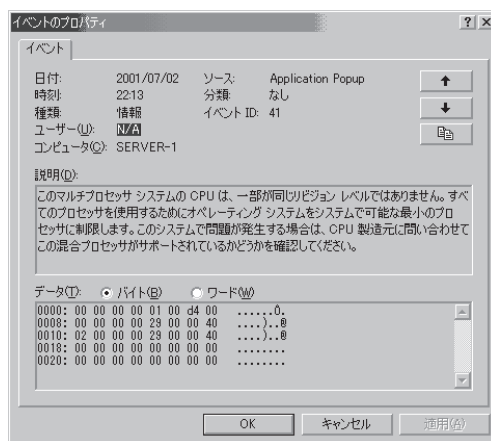 イベントのプロパティ
イベント
日付: 2001/07/02 ソース: Application Popup
時刻: 22:13 分類: なし
種類: 情報 イベント ID: 41
ユーザー(U): N/A
コンピュータ(C): SERVER-1
説明(D):
このマルチプロセッサ システムの CPU は、一部が同じリビジョン レベルではありません。すべ
てのプロセッサを使用するためにオペレーティング システムをシステムで可能な最小のプロ
セッサに制限します。このシステムで問題が発生する場合は、CPU 製造元に問い合わせて
この混合プロセッサがサポートされているかどうかを確認してください。
データ(T): バイト(B) ワード(W)
0000: 00 00 00 00 01 00 d4 00 ......Ô.
0008: 00 00 00 00 29 00 00 40 ....)..@
0010: 02 00 00 00 29 00 00 40 ....)..@
0018: 00 00 00 00 00 00 00 00 ........
0020: 00 00 00 00 00 00 00 00 ........
OK キャンセル 適用(A)